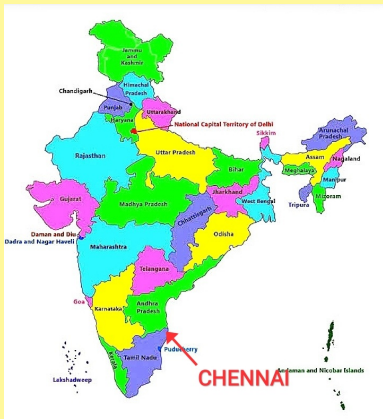 Jammu
and
Kashmir
Himachal
Pradesh
Chandigarh
Punjab
Uttarakhand
Haryana
National Capital Territory of Delhi
Sikkim
Arunachal
Pradesh
Rajasthan
Uttar Pradesh
Assam
Nagaland
Bihar
Meghalaya
Manipur
Gujarat
Madhya Pradesh
Jharkhand
West Bengal
Tripura
Mizoram
Chhattisgarh
Daman and Diu
Dadra and Nagar Haveli
Maharashtra
Odisha
Telangana
Goa
Karnataka
Andhra
Pradesh
Puducherry
Kerala
Tamil Nadu
Lakshadweep
CHENNAI
Andaman and Nicobar Islands